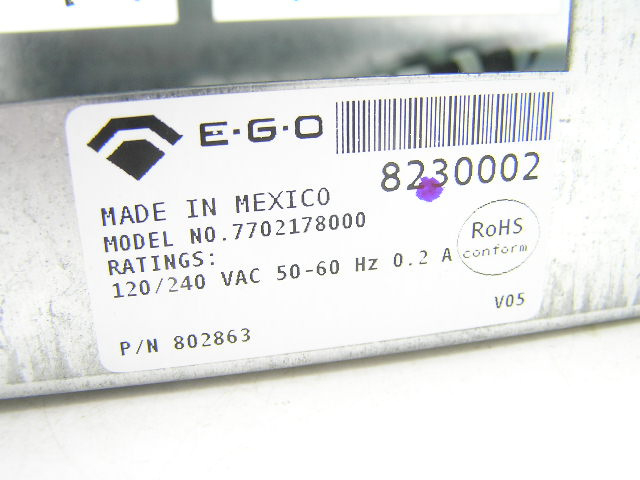 E·G·O
8230002
MADE IN MEXICO
MODEL NO.7702178000
RATINGS:
120/240 VAC 50-60 Hz 0.2 A
RoHS
conform
V05
P/N 802863